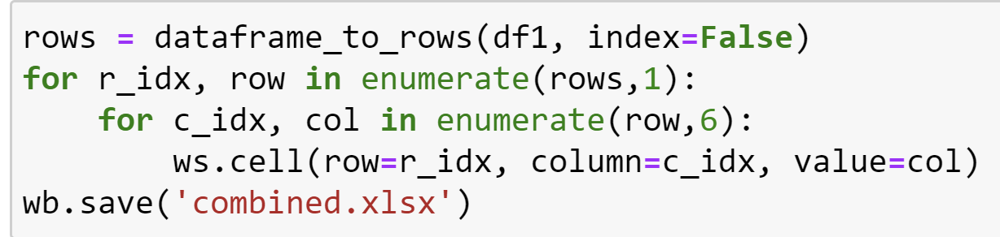 rows = dataframe_to_rows(df1, index=False)
for r_idx, row in enumerate(rows,1):
    for c_idx, col in enumerate(row,6):
        ws.cell(row=r_idx, column=c_idx, value=col)
wb.save('combined.xlsx')